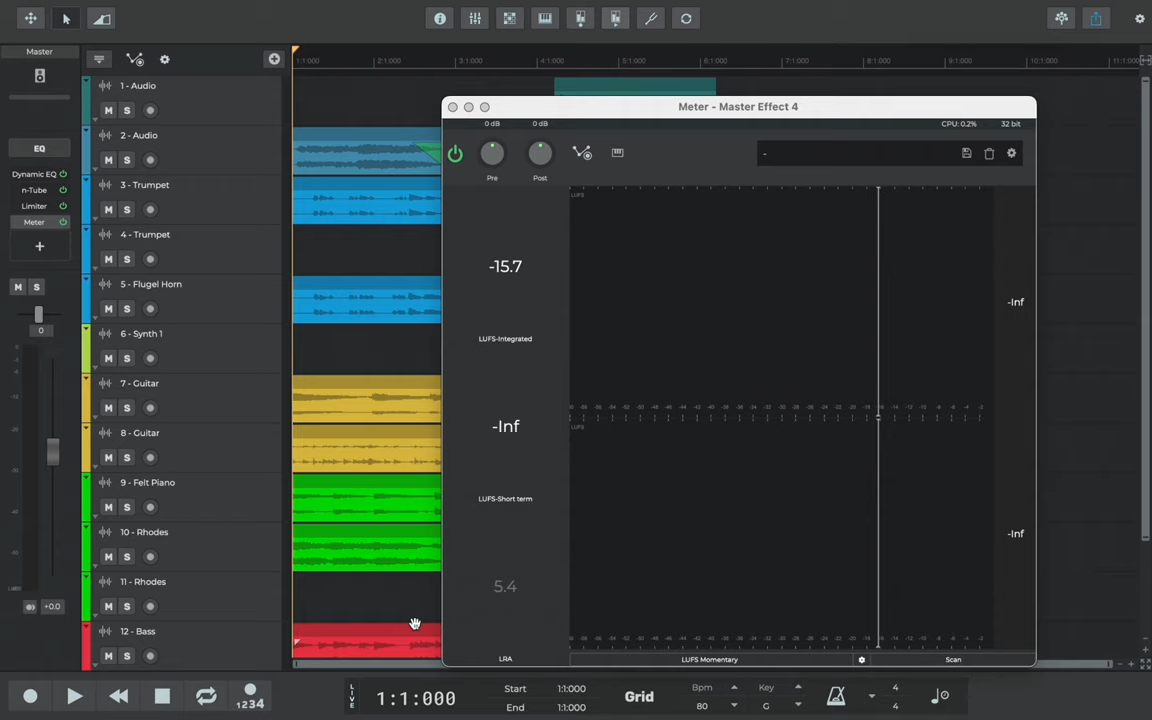 Master
1:1:000
2:1:000
3:1:000
4:1:000
5:1:000
6:1:000
7:1:000
8:1:000
9:1:000
10:1:000
11:1:000
1 - Audio
M S
2 - Audio
M S
3 - Trumpet
M S
4 - Trumpet
M S
5 - Flugel Horn
M S
6 - Synth 1
M S
7 - Guitar
M S
8 - Guitar
M S
9 - Felt Piano
M S
10 - Rhodes
M S
11 - Rhodes
M S
12 - Bass
M S
EQ
Dynamic EQ
n-Tube
Limiter
Meter
+
M S
0
+0.0
Meter - Master Effect 4
0 dB 0 dB CPU: 0.2% 32 bit
-
Pre Post
LUFS
-15.7
-Inf
LUFS-Integrated
LUFS
-Inf
-Inf
LUFS-Short term
5.4
LRA LUFS Momentary Scan
1234
LIVE
1:1:000
Start 1:1:000
End 1:1:000
Grid
Bpm
80
Key
G
4
4